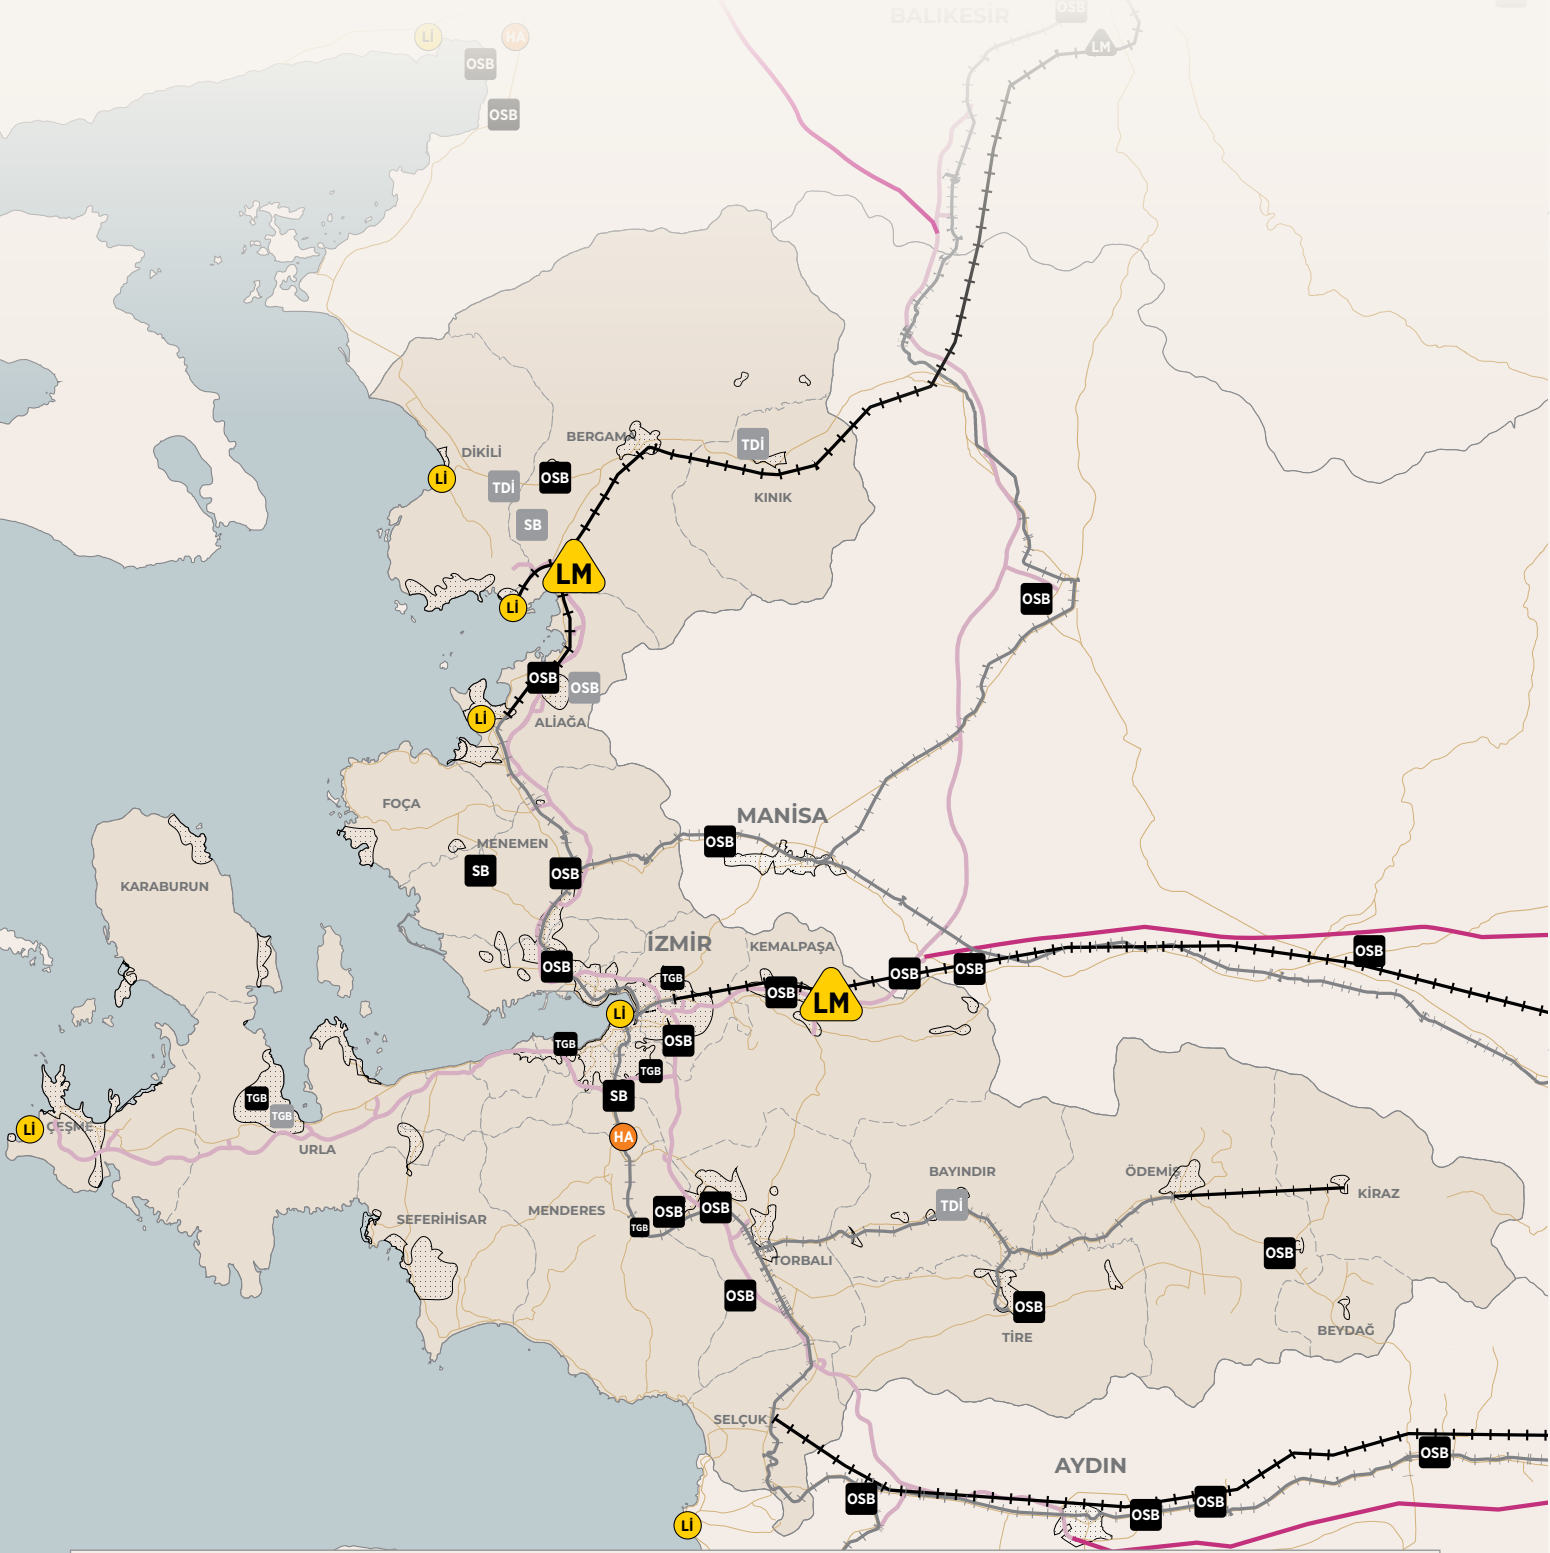 OSB
BALIKESİR
Lİ
HA
LM
OSB
OSB
BERGAMA
TDİ
DİKİLİ
Lİ
TDİ
OSB
KINIK
SB
LM
Lİ
OSB
OSB
OSB
Lİ
ALİAĞA
FOÇA
MANİSA
MENEMEN
OSB
SB
OSB
KARABURUN
İZMİR
KEMALPAŞA
OSB
OSB
TGB
OSB
OSB
OSB
LM
Lİ
TGB
OSB
TGB
SB
TGB
TGB
Lİ
ÇEŞME
HA
URLA
BAYINDIR
ÖDEMİŞ
KİRAZ
TDİ
MENDERES
OSB
OSB
SEFERİHİSAR
TGB
TORBALI
OSB
OSB
OSB
TİRE
BEYDAĞ
SELÇUK
OSB
AYDIN
OSB
OSB
OSB
Lİ